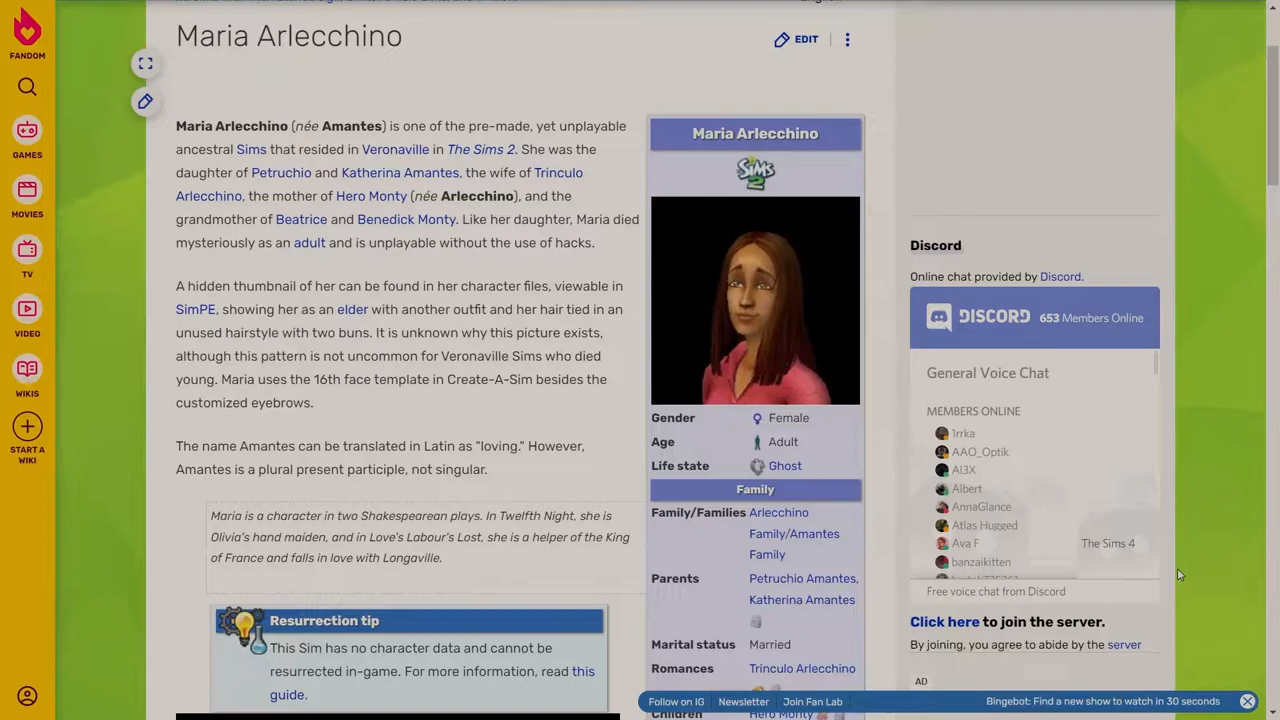 FANDOM
GAMES
MOVIES
TV
VIDEO
WIKIS
START A
WIKI
Maria Arlecchino
EDIT
Maria Arlecchino (née Amantes) is one of the pre-made, yet unplayable
ancestral Sims that resided in Veronaville in The Sims 2. She was the
daughter of Petruchio and Katherina Amantes, the wife of Trinculo
Arlecchino, the mother of Hero Monty (née Arlecchino), and the
grandmother of Beatrice and Benedick Monty. Like her daughter, Maria died
mysteriously as an adult and is unplayable without the use of hacks.
A hidden thumbnail of her can be found in her character files, viewable in
SimPE, showing her as an elder with another outfit and her hair tied in an
unused hairstyle with two buns. It is unknown why this picture exists,
although this pattern is not uncommon for Veronaville Sims who died
young. Maria uses the 16th face template in Create-A-Sim besides the
customized eyebrows.
The name Amantes can be translated in Latin as "loving." However,
Amantes is a plural present participle, not singular.
Maria is a character in two Shakespearean plays. In Twelfth Night, she is
Olivia's hand maiden, and in Love's Labour's Lost, she is a helper of the King
of France and falls in love with Longaville.
Resurrection tip
This Sim has no character data and cannot be
resurrected in-game. For more information, read this
guide.
Maria Arlecchino
The SiMS 2
Gender Female
Age Adult
Life state Ghost
Family
Family/Families Arlecchino
Family/Amantes
Family
Parents Petruchio Amantes,
Katherina Amantes
Marital status Married
Romances Trinculo Arlecchino
Children Hero Monty
Discord
Online chat provided by Discord.
DISCORD 653 Members Online
General Voice Chat
MEMBERS ONLINE
1rrka
AAO_Optik
Al3X
Albert
AnnaGlance
Atlas Hugged
Ava F The Sims 4
banzaikitten
Free voice chat from Discord
Click here to join the server.
By joining, you agree to abide by the server
AD
Follow on IG Newsletter Join Fan Lab Bingebot: Find a new show to watch in 30 seconds